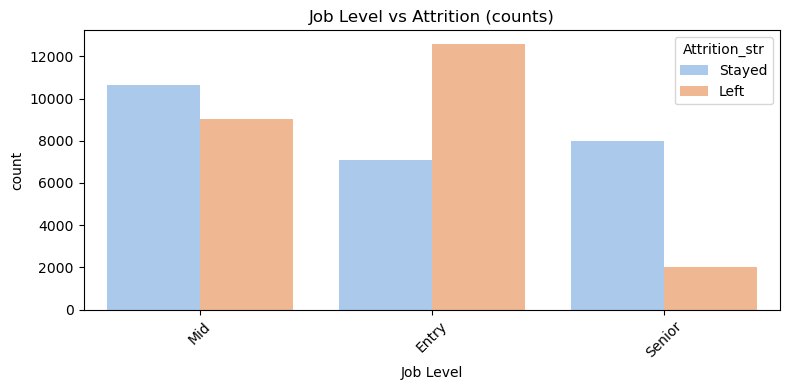 Job Level vs Attrition (counts)
Attrition_str
Stayed
Left
12000
10000
8000
6000
4000
2000
0
count
Mid
Entry
Senior
Job Level